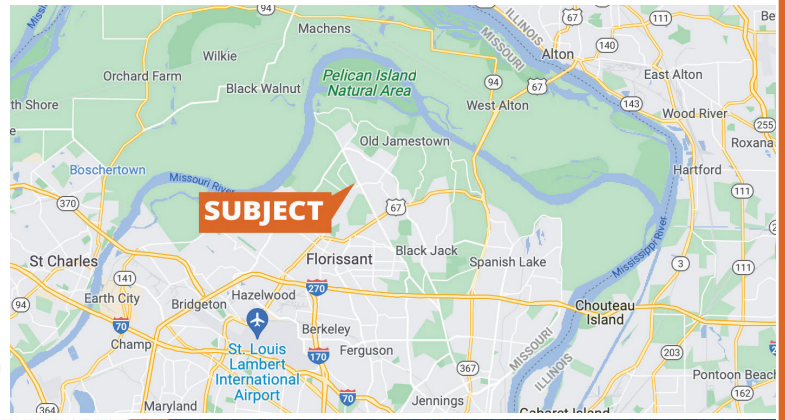 94
67
111
Be
Machens
ILLINOIS
MISSOURI
Wilkie
Alton
140
Orchard Farm
Pelican Island
Natural Area
East Alton
Black Walnut
94
67
th Shore
West Alton
143
Wood River
e
255
Old Jamestown
Roxana
Boschertown
Missouri River
Hartford
111
370
SUBJECT
67
St Charles
Florissant
Black Jack
Spanish Lake
Mississippi River
3
111
141
270
Earth City
Hazelwood
Bridgeton
Chouteau
Island
94
70
Berkeley
Champ
St. Louis
Lambert
International
Airport
170
Ferguson
MISSOURI
ILLINOIS
203
367
Pontoon Beach
162
70
Maryland
Jennings
364
Cabaret Island